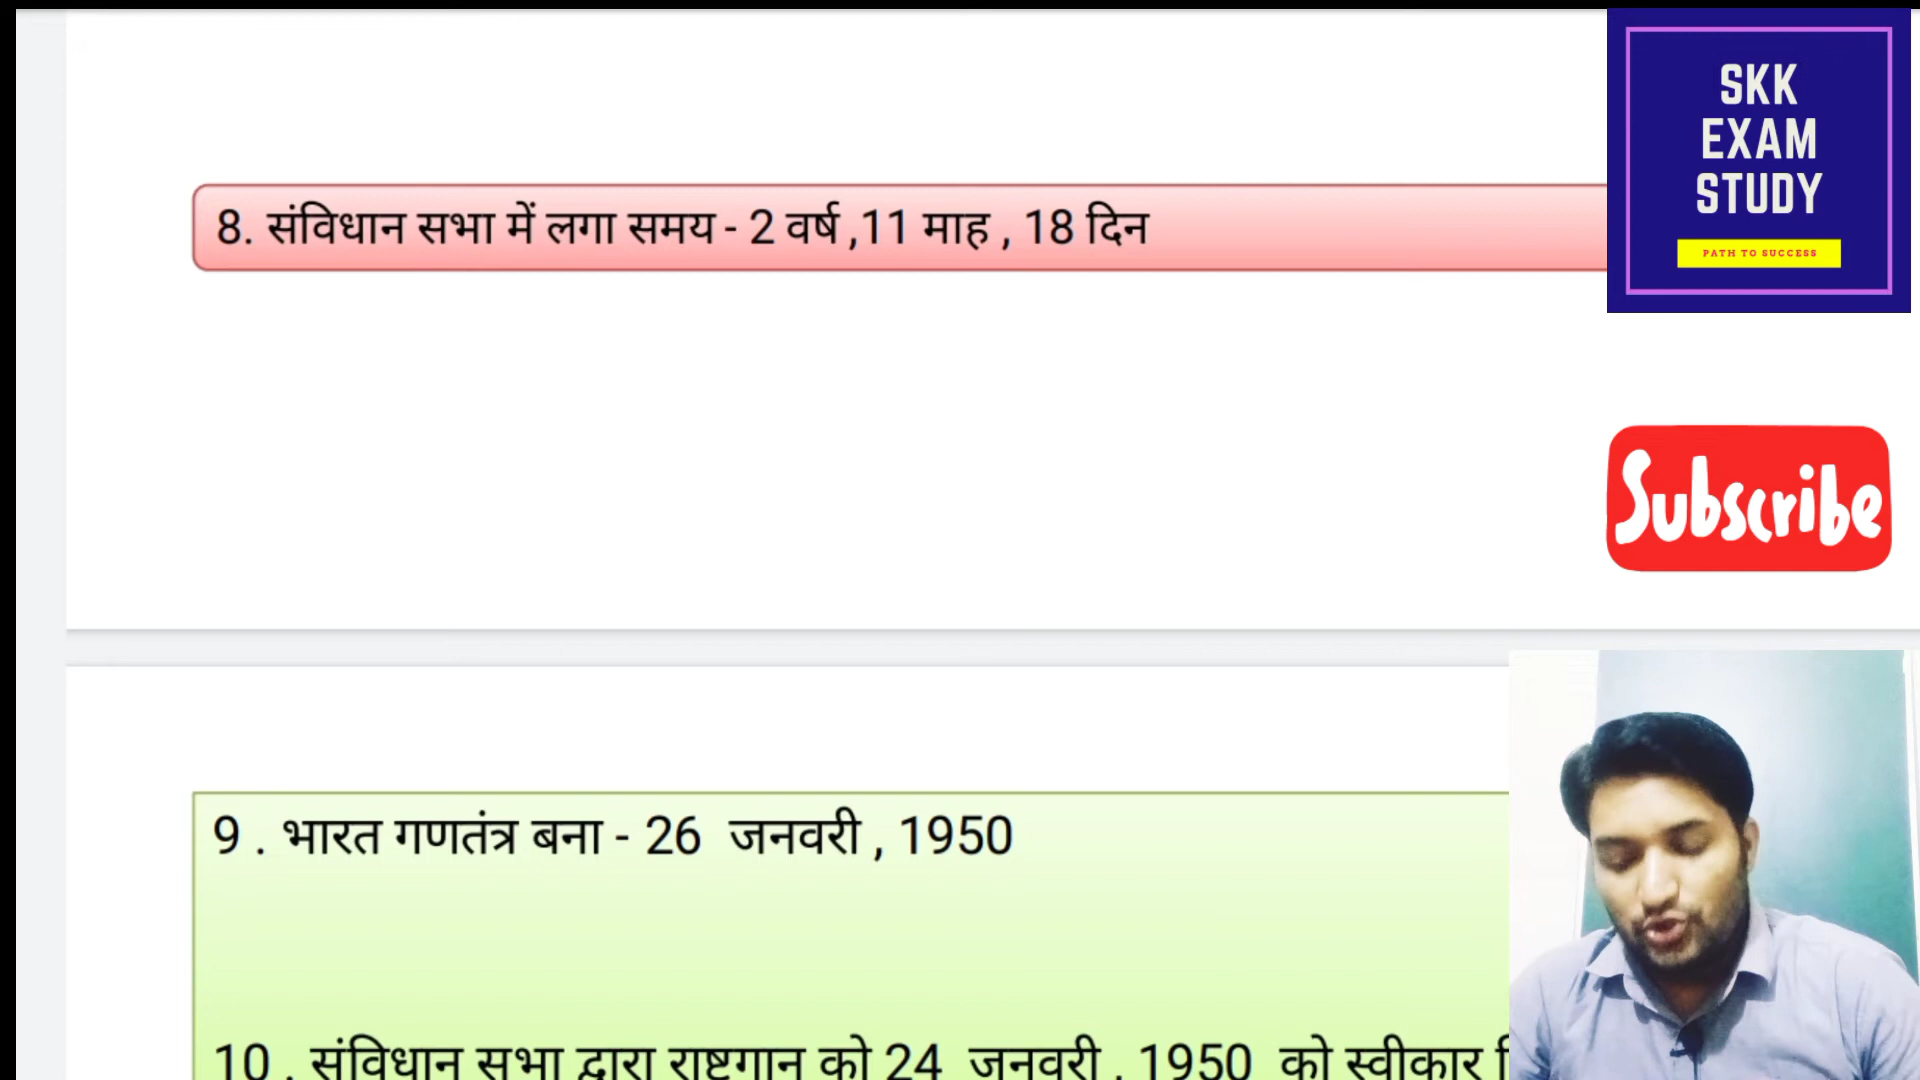 SKK
EXAM
STUDY
PATH TO SUCCESS
8. संविधान सभा में लगा समय - 2 वर्ष ,11 माह , 18 दिन
Subscribe
9 . भारत गणतंत्र बना - 26 जनवरी , 1950
10 . संविधान सभा द्वारा राष्ट्रगान को 24 जनवरी , 1950 को स्वीकार